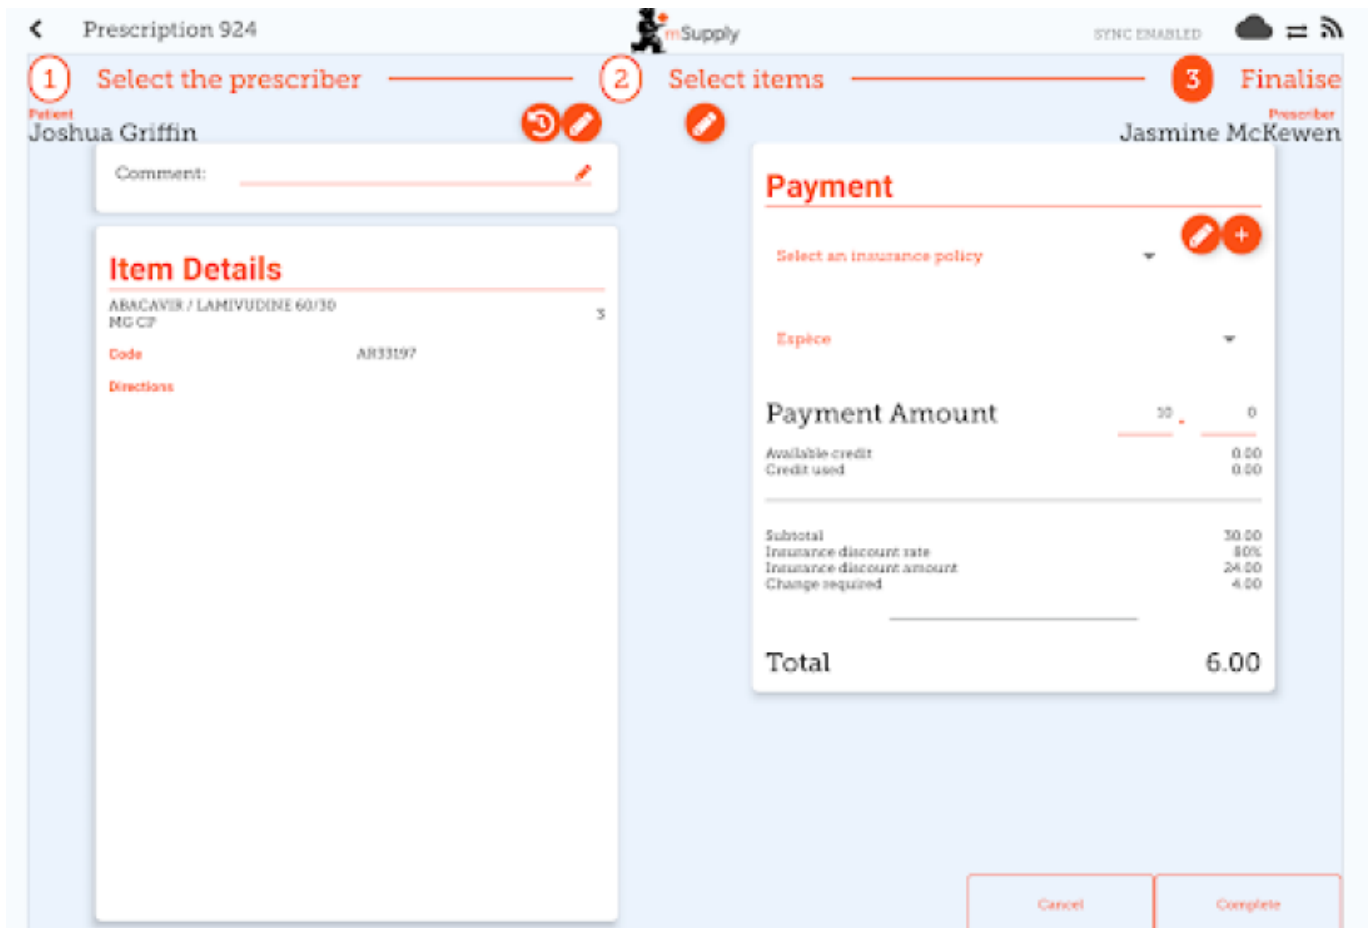 Prescription 924
mSupply
SYNC ENABLED
1 Select the prescriber
2 Select items
3 Finalise
Patient
Joshua Griffin
Prescriber
Jasmine McKewen
Comment:
Item Details
ABACAVIR / LAMIVUDINE 60/30
MG CP
3
Code AR33197
Directions
Payment
Select an insurance policy
Espèce
Payment Amount 10 . 0
Available credit 0.00
Credit used 0.00
Subtotal 30.00
Insurance discount rate 80%
Insurance discount amount 24.00
Change required 4.00
Total 6.00
Cancel
Complete